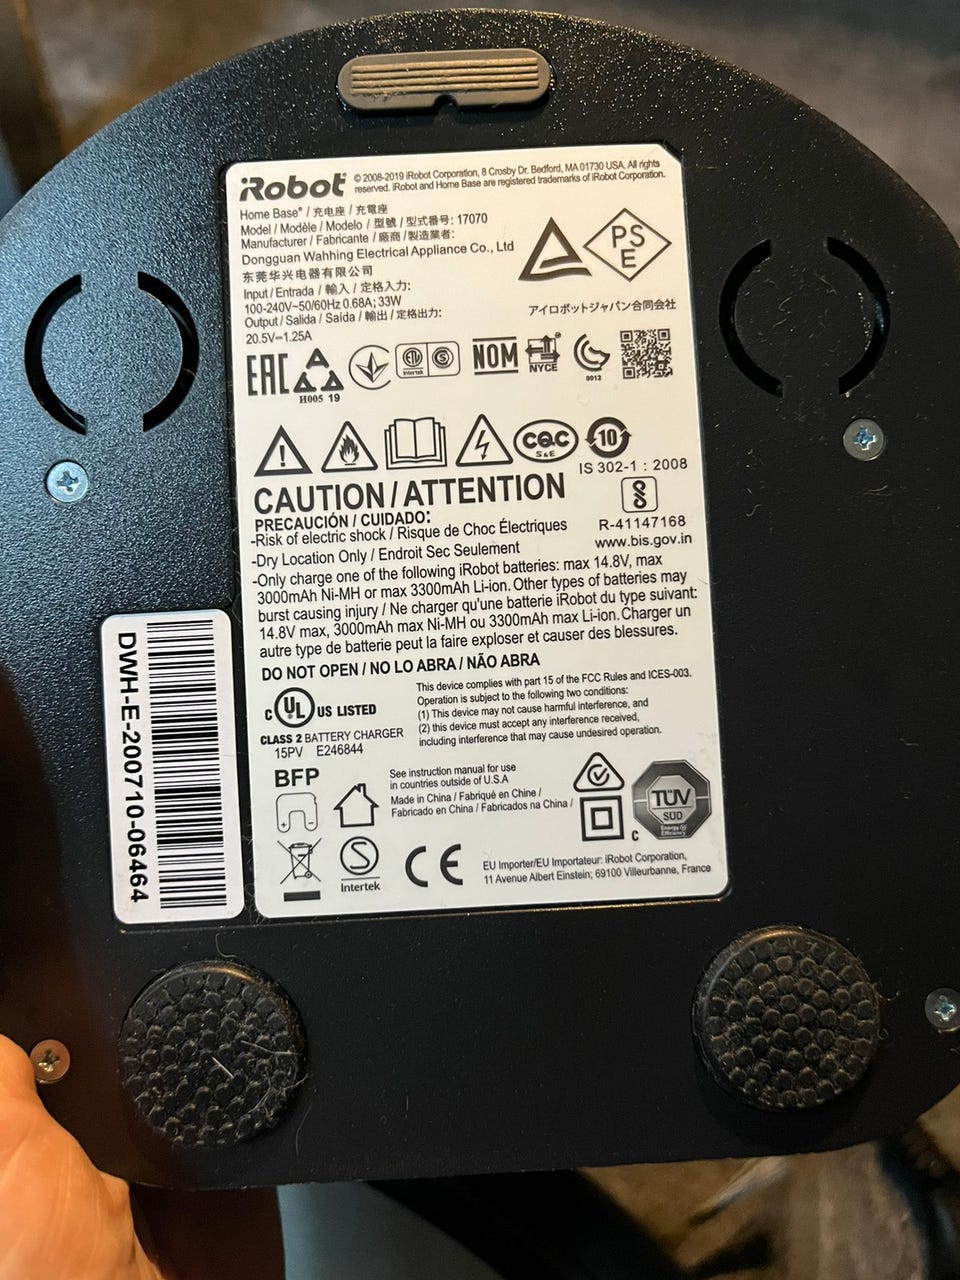 iRobot® © 2008-2019 iRobot Corporation, 8 Crosby Dr. Bedford, MA 01730 USA. All rights
reserved. iRobot and Home Base are registered trademarks of iRobot Corporation.
Home Base® / 充电座 / 充電座
Model / Modèle / Modelo / 型號 / 型式番号: 17070
Manufacturer / Fabricante / 廠商 / 製造業者:
Dongguan Wahhing Electrical Appliance Co., Ltd
东莞华兴电器有限公司
Input / Entrada / 輸入 / 定格入力:
100-240V~50/60Hz 0.68A; 33W
Output / Salida / Saída / 輸出 / 定格出力:
20.5V⎓1.25A
PS
E
アイロボットジャパン合同会社
EAC
H005 19
ETL
Intertek
S
NOM
NYCE
0012
CQC
S&E
10
IS 302-1 : 2008
R-41147168
www.bis.gov.in
CAUTION / ATTENTION
PRECAUCIÓN / CUIDADO:
-Risk of electric shock / Risque de Choc Électriques
-Dry Location Only / Endroit Sec Seulement
-Only charge one of the following iRobot batteries: max 14.8V, max
3000mAh Ni-MH or max 3300mAh Li-ion. Other types of batteries may
burst causing injury / Ne charger qu'une batterie iRobot du type suivant:
14.8V max, 3000mAh max Ni-MH ou 3300mAh max Li-ion. Charger un
autre type de batterie peut la faire exploser et causer des blessures.
DO NOT OPEN / NO LO ABRA / NÃO ABRA
C UL US LISTED
CLASS 2 BATTERY CHARGER
15PV E246844
This device complies with part 15 of the FCC Rules and ICES-003.
Operation is subject to the following two conditions:
(1) This device may not cause harmful interference, and
(2) this device must accept any interference received,
including interference that may cause undesired operation.
BFP
See instruction manual for use
in countries outside of U.S.A
Made in China / Fabriqué en Chine /
Fabricado en China / Fabricados na China /
C
TÜV
SÜD
Energy
Efficiency
S
Intertek
CE
EU Importer/EU Importateur: iRobot Corporation,
11 Avenue Albert Einstein; 69100 Villeurbanne, France
DWH-E-200710-06464